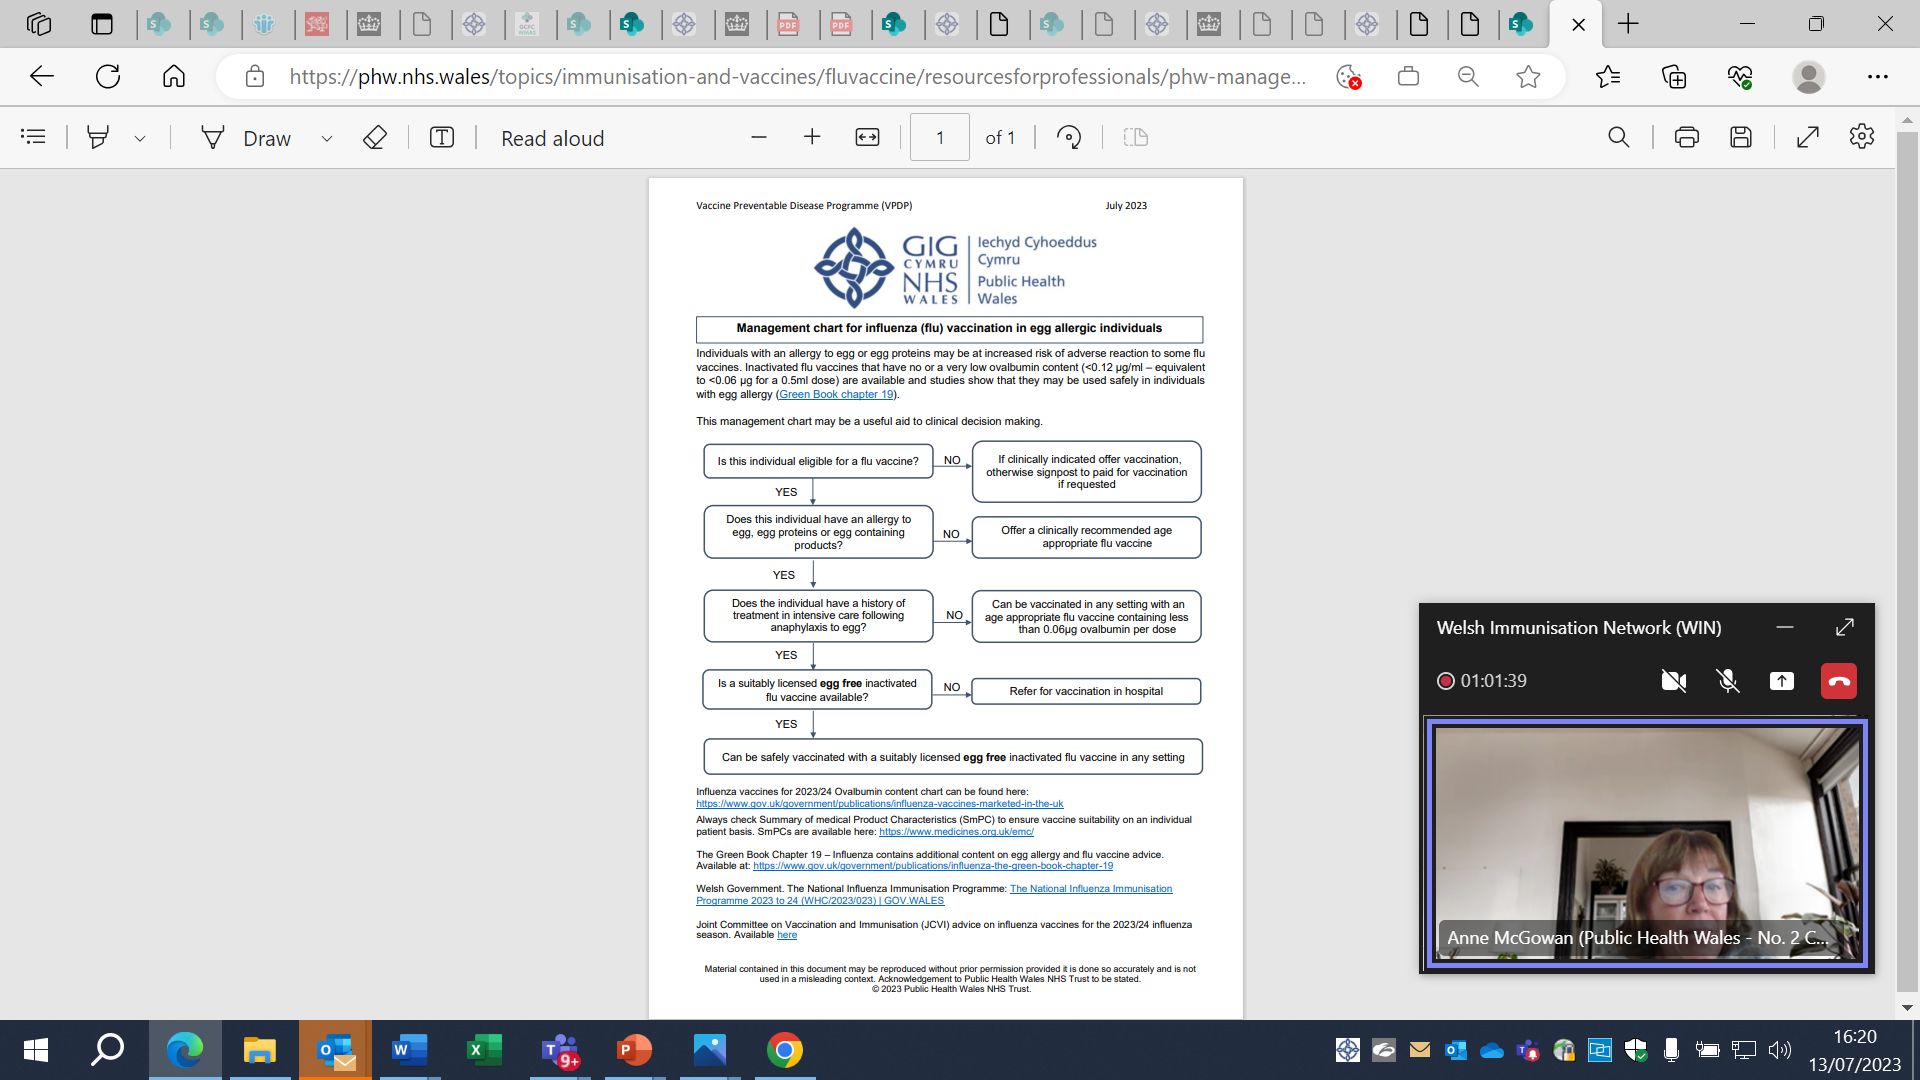 https://phw.nhs.wales/topics/immunisation-and-vaccines/fluvaccine/resourcesforprofessionals/phw-manage...
Draw
Read aloud
1
of 1
Vaccine Preventable Disease Programme (VPDP)
July 2023
GIG
CYMRU
NHS
WALES
Iechyd Cyhoeddus
Cymru
Public Health
Wales
Management chart for influenza (flu) vaccination in egg allergic individuals
Individuals with an allergy to egg or egg proteins may be at increased risk of adverse reaction to some flu
vaccines. Inactivated flu vaccines that have no or a very low ovalbumin content (<0.12 µg/ml – equivalent
to <0.06 µg for a 0.5ml dose) are available and studies show that they may be used safely in individuals
with egg allergy (Green Book chapter 19).
This management chart may be a useful aid to clinical decision making.
Is this individual eligible for a flu vaccine?
NO
If clinically indicated offer vaccination,
otherwise signpost to paid for vaccination
if requested
YES
Does this individual have an allergy to
egg, egg proteins or egg containing
products?
NO
Offer a clinically recommended age
appropriate flu vaccine
YES
Does the individual have a history of
treatment in intensive care following
anaphylaxis to egg?
NO
Can be vaccinated in any setting with an
age appropriate flu vaccine containing less
than 0.06µg ovalbumin per dose
YES
Is a suitably licensed egg free inactivated
flu vaccine available?
NO
Refer for vaccination in hospital
YES
Can be safely vaccinated with a suitably licensed egg free inactivated flu vaccine in any setting
Influenza vaccines for 2023/24 Ovalbumin content chart can be found here:
https://www.gov.uk/government/publications/influenza-vaccines-marketed-in-the-uk
Always check Summary of medical Product Characteristics (SmPC) to ensure vaccine suitability on an individual
patient basis. SmPCs are available here: https://www.medicines.org.uk/emc/
The Green Book Chapter 19 – Influenza contains additional content on egg allergy and flu vaccine advice.
Available at: https://www.gov.uk/government/publications/influenza-the-green-book-chapter-19
Welsh Government. The National Influenza Immunisation Programme: The National Influenza Immunisation
Programme 2023 to 24 (WHC/2023/023) | GOV.WALES
Joint Committee on Vaccination and Immunisation (JCVI) advice on influenza vaccines for the 2023/24 influenza
season. Available here
Material contained in this document may be reproduced without prior permission provided it is done so accurately and is not
used in a misleading context. Acknowledgement to Public Health Wales NHS Trust to be stated.
© 2023 Public Health Wales NHS Trust.
Welsh Immunisation Network (WIN)
01:01:39
Anne McGowan (Public Health Wales - No. 2 C...
9+
16:20
13/07/2023